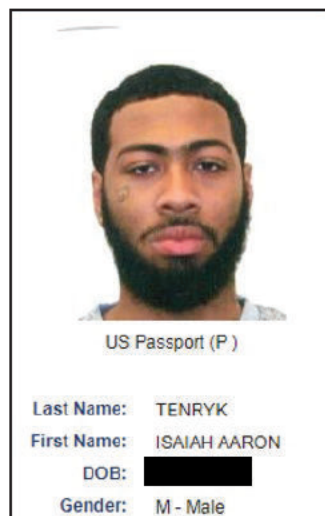 US Passport (P )
Last Name: TENRYK
First Name: ISAIAH AARON
DOB:
Gender: M - Male